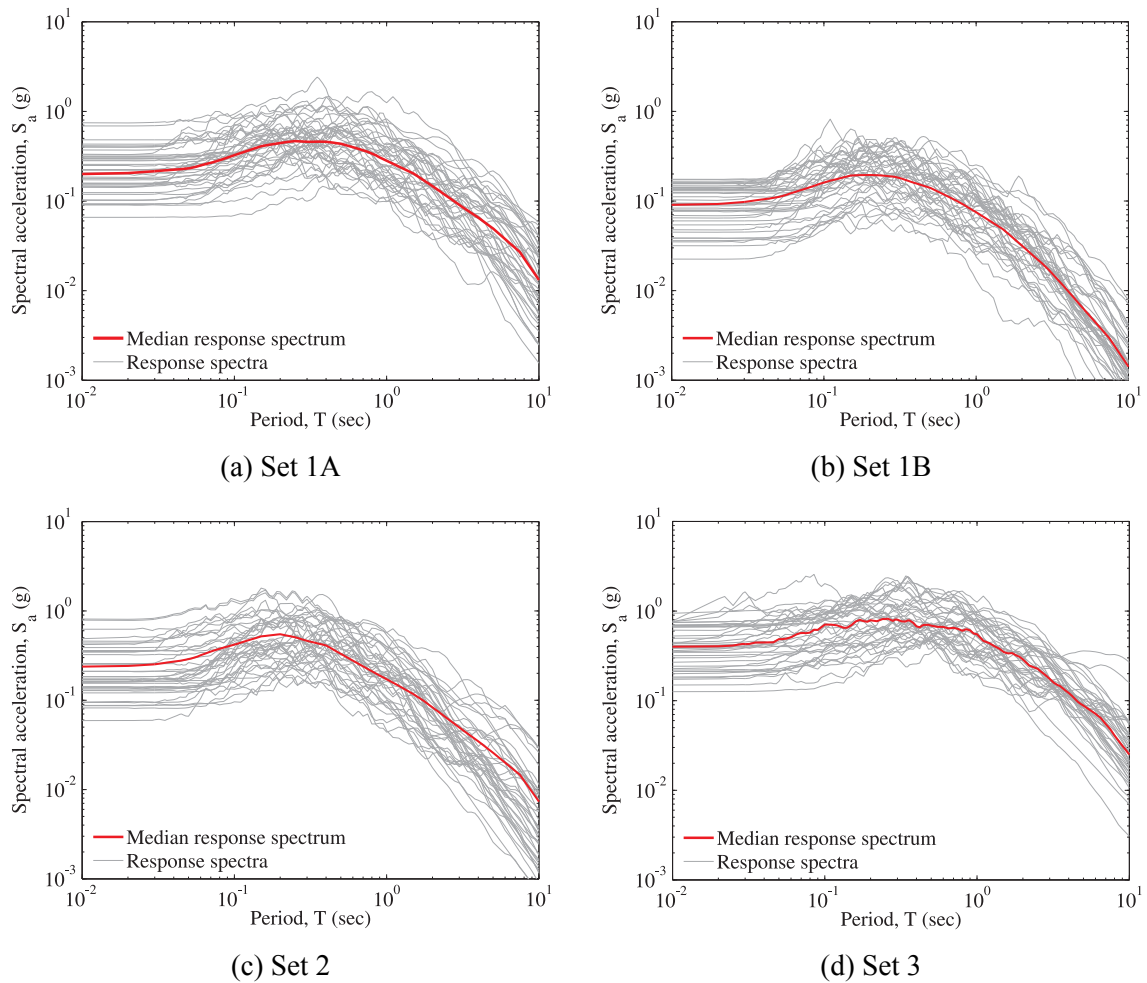 10^1
10^0
10^-1
10^-2
10^-3
Spectral acceleration, S_a (g)
Median response spectrum
Response spectra
10^-2 10^-1 10^0 10^1
Period, T (sec)
(a) Set 1A
10^1
10^0
10^-1
10^-2
10^-3
Spectral acceleration, S_a (g)
Median response spectrum
Response spectra
10^-2 10^-1 10^0 10^1
Period, T (sec)
(b) Set 1B
10^1
10^0
10^-1
10^-2
10^-3
Spectral acceleration, S_a (g)
Median response spectrum
Response spectra
10^-2 10^-1 10^0 10^1
Period, T (sec)
(c) Set 2
10^1
10^0
10^-1
10^-2
10^-3
Spectral acceleration, S_a (g)
Median response spectrum
Response spectra
10^-2 10^-1 10^0 10^1
Period, T (sec)
(d) Set 3